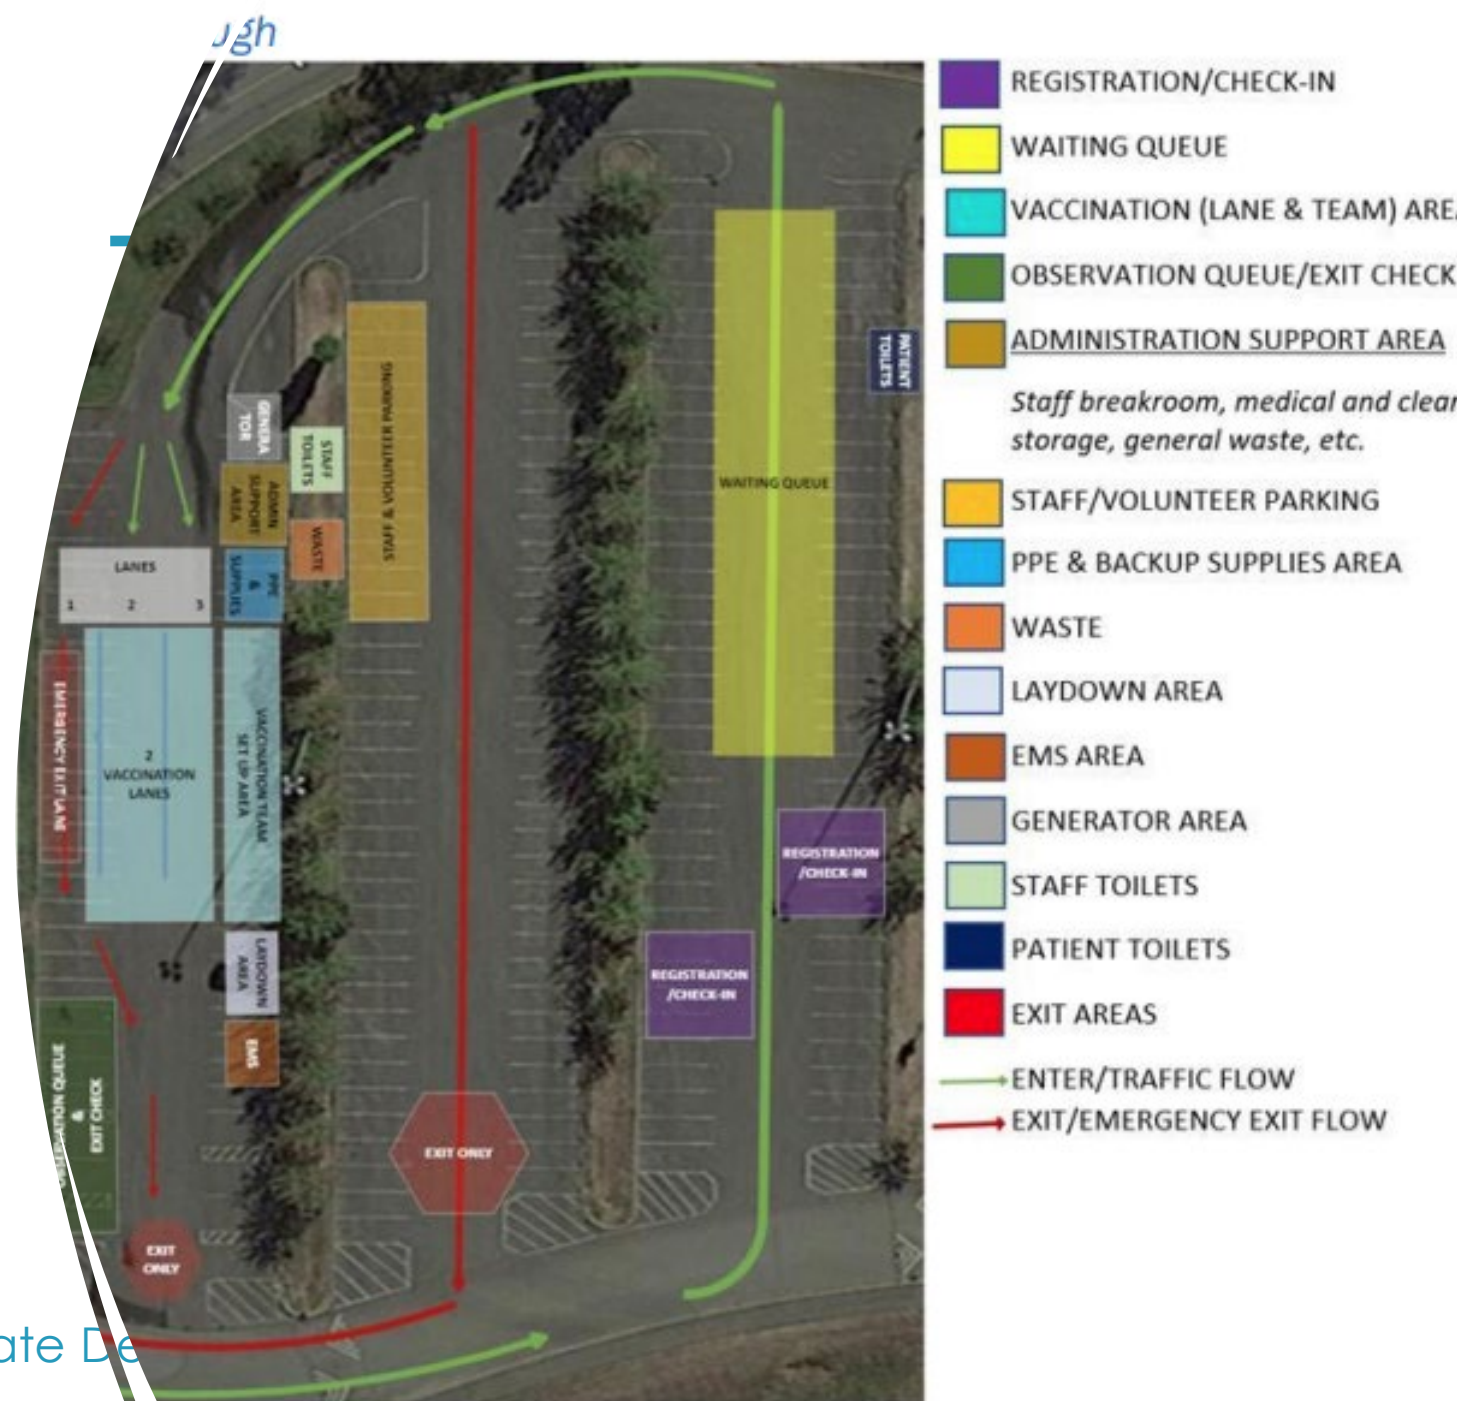 REGISTRATION/CHECK-IN
WAITING QUEUE
VACCINATION (LANE & TEAM)
OBSERVATION QUEUE/EXIT CHECK
ADMINISTRATION SUPPORT AREA
Staff breakroom, medical and
storage, general waste, etc.
STAFF/VOLUNTEER PARKING
PPE & BACKUP SUPPLIES AREA
WASTE
LAYDOWN AREA
EMS AREA
GENERATOR AREA
STAFF TOILETS
PATIENT TOILETS
EXIT AREAS
ENTER/TRAFFIC FLOW
EXIT/EMERGENCY EXIT FLOW
PATIENT
TOILETS
GENERA
TOR
STAFF
TOILETS
STAFF & VOLUNTEER PARKING
ADMIN
SUPPORT
AREA
WASTE
WAITING QUEUE
LANES
1 2 3
PPE
&
SUPPLIES
EMERGENCY EXIT LANE
2
VACCINATION
LANES
VACCINATION TEAM
SET UP AREA
REGISTRATION
/CHECK-IN
REGISTRATION
/CHECK-IN
LAYDOWN
AREA
EMS
OBSERVATION QUEUE
&
EXIT CHECK
EXIT ONLY
EXIT
ONLY